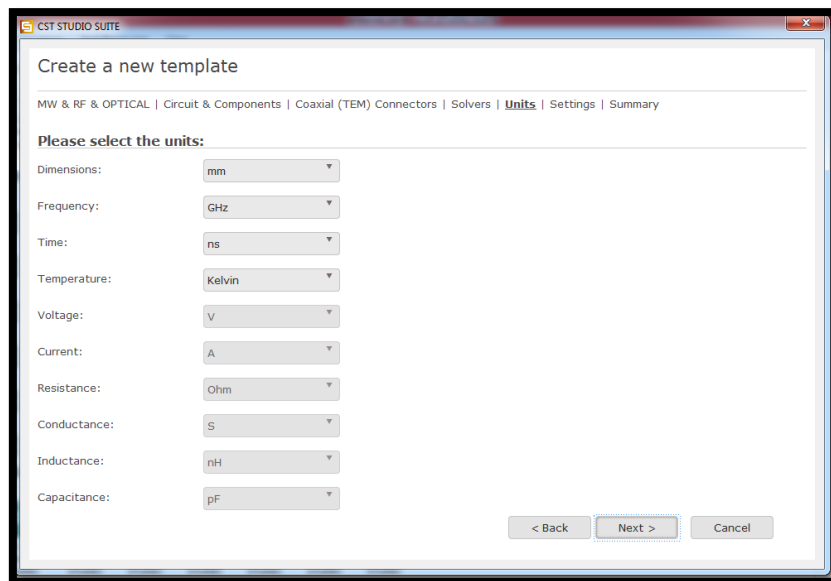 CST STUDIO SUITE
Create a new template
MW & RF & OPTICAL | Circuit & Components | Coaxial (TEM) Connectors | Solvers | Units | Settings | Summary
Please select the units:
Dimensions: mm
Frequency: GHz
Time: ns
Temperature: Kelvin
Voltage: V
Current: A
Resistance: Ohm
Conductance: S
Inductance: nH
Capacitance: pF
< Back Next > Cancel